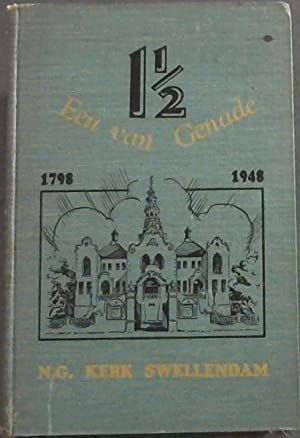 1½
Eeu van Genade
1798 1948
N.G. KERK SWELLENDAM